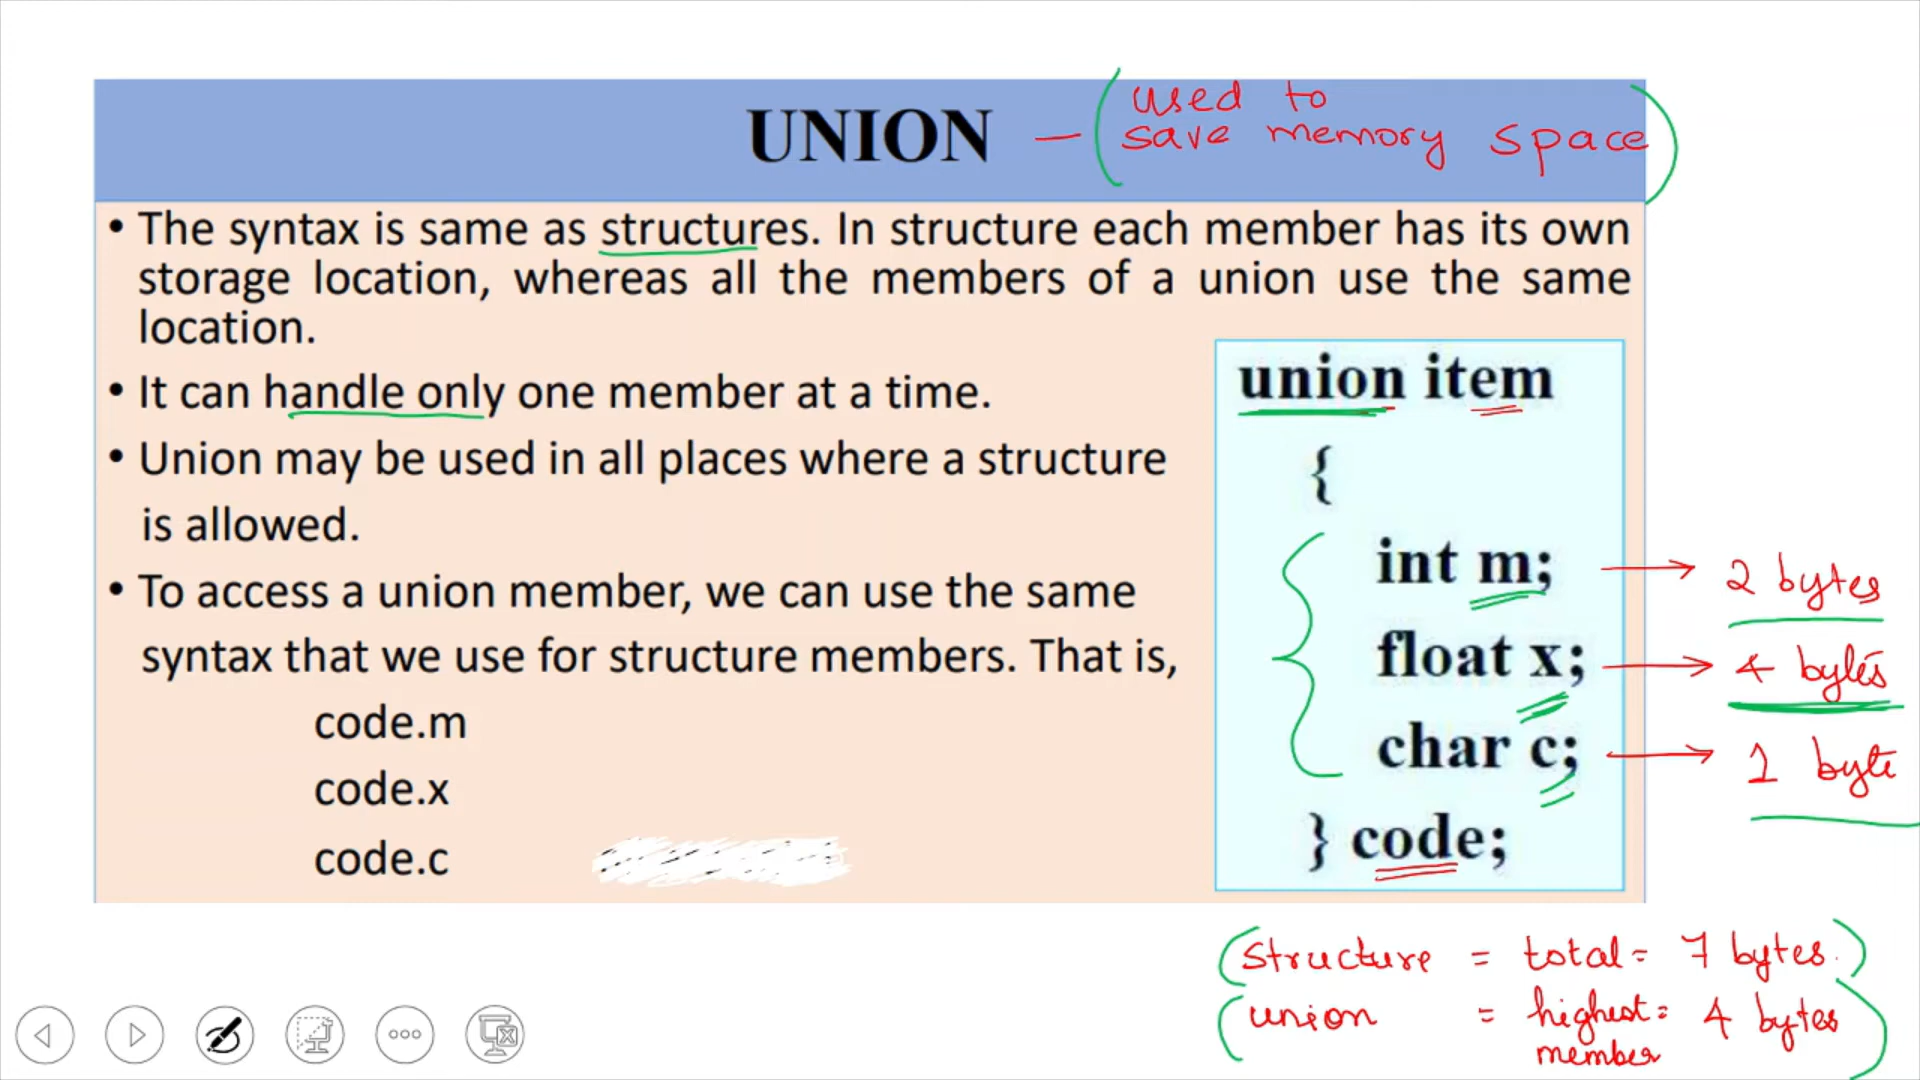 UNION — (used to
save memory space)
• The syntax is same as structures. In structure each member has its own
storage location, whereas all the members of a union use the same
location.
• It can handle only one member at a time.
• Union may be used in all places where a structure
is allowed.
• To access a union member, we can use the same
syntax that we use for structure members. That is,
code.m
code.x
code.c
union item
{
int m; → 2 bytes
float x; → 4 bytes
char c; → 1 byte
} code;
(structure = total = 7 bytes.)
(union = highest = 4 bytes)
member